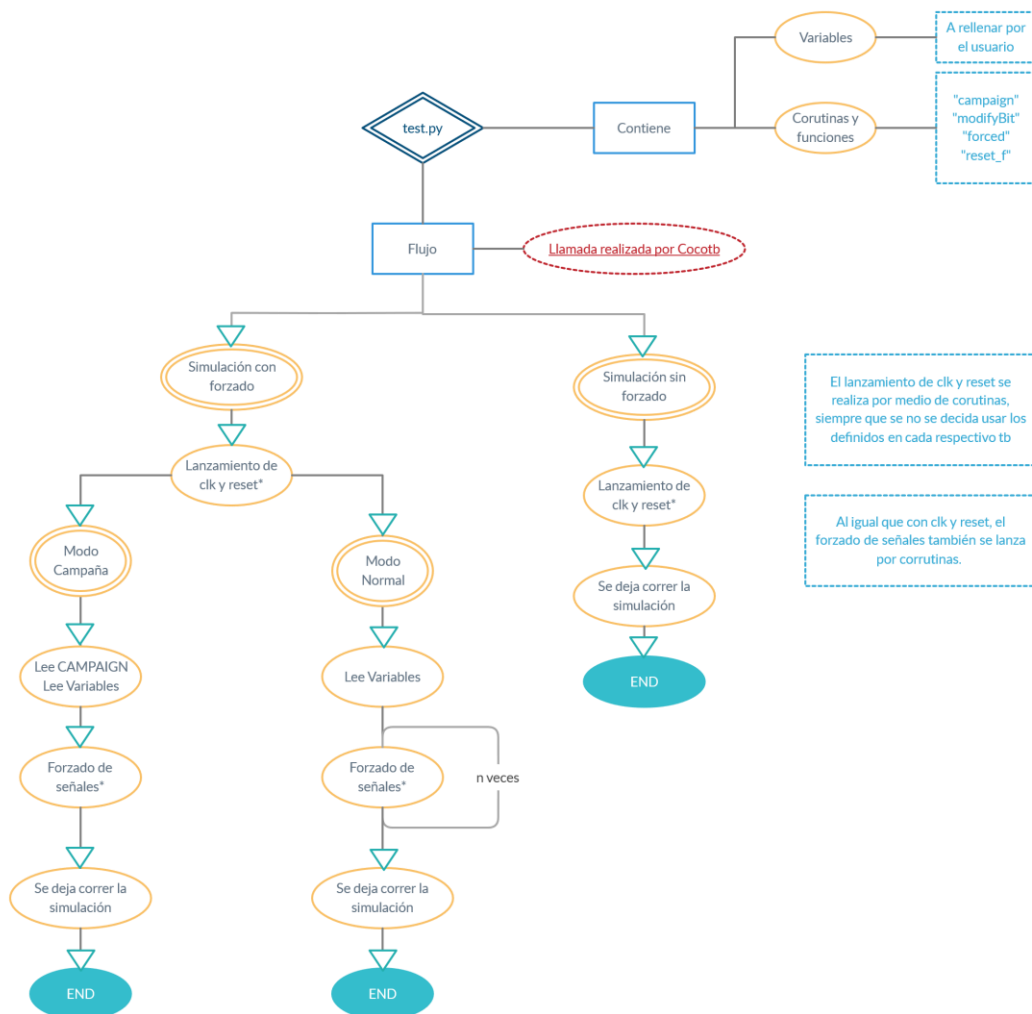 Variables
A rellenar por
el usuario
test.py
Contiene
Corutinas y
funciones
"campaign"
"modifyBit"
"forced"
"reset_f"
Flujo
Llamada realizada por Cocotb
Simulación con
forzado
Simulación sin
forzado
El lanzamiento de clk y reset se
realiza por medio de corutinas,
siempre que se no se decida usar los
definidos en cada respectivo tb
Lanzamiento de
clk y reset*
Lanzamiento de
clk y reset*
Al igual que con clk y reset, el
forzado de señales también se lanza
por corrutinas.
Modo
Campaña
Modo
Normal
Se deja correr la
simulación
Lee CAMPAIGN
Lee Variables
Lee Variables
END
Forzado de
señales*
Forzado de
señales*
n veces
Se deja correr la
simulación
Se deja correr la
simulación
END
END